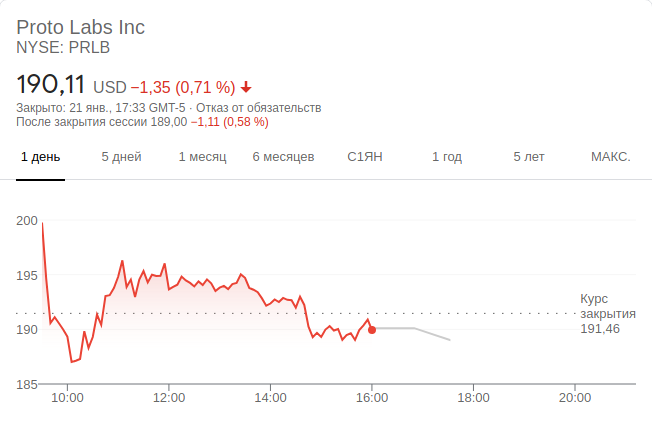 Proto Labs Inc
NYSE: PRLB
190,11 USD −1,35 (0,71 %)
Закрыто: 21 янв., 17:33 GMT-5 · Отказ от обязательств
После закрытия сессии 189,00 −1,11 (0,58 %)
1 день 5 дней 1 месяц 6 месяцев С1ЯН 1 год 5 лет МАКС.
200
195
Курс
закрытия
190 191,46
185
10:00 12:00 14:00 16:00 18:00 20:00